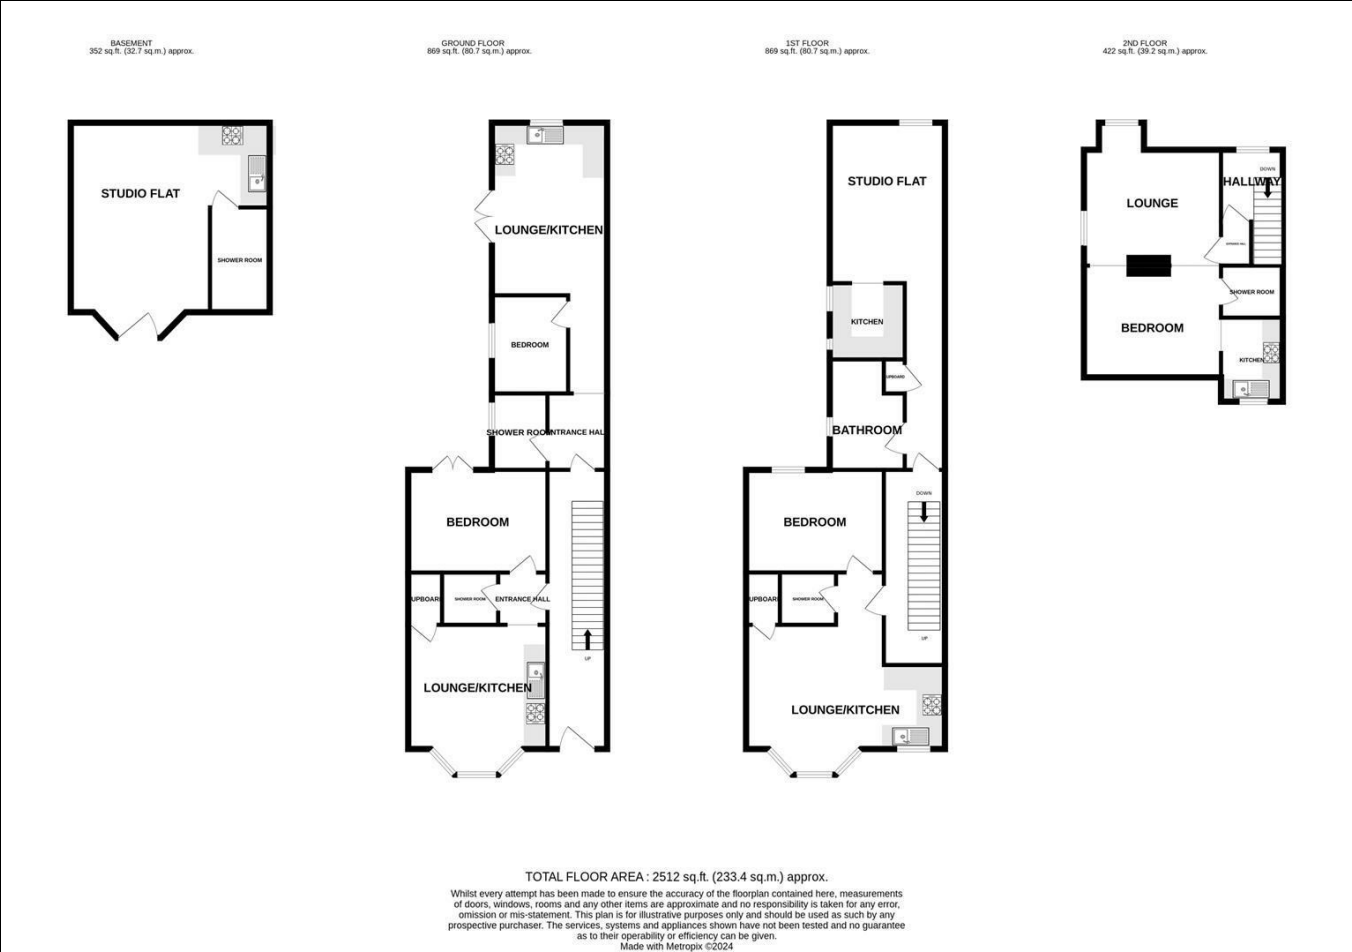 BASEMENT
352 sq.ft. (32.7 sq.m.) approx.
GROUND FLOOR
869 sq.ft. (80.7 sq.m.) approx.
1ST FLOOR
869 sq.ft. (80.7 sq.m.) approx.
2ND FLOOR
422 sq.ft. (39.2 sq.m.) approx.
STUDIO FLAT
SHOWER ROOM
LOUNGE/KITCHEN
BEDROOM
SHOWER ROOM
ENTRANCE HALL
BEDROOM
UPBOAR
SHOWER ROOM
ENTRANCE HALL
LOUNGE/KITCHEN
UP
STUDIO FLAT
KITCHEN
UPBOARD
BATHROOM
DOWN
BEDROOM
UPBOAR
SHOWER ROOM
UP
LOUNGE/KITCHEN
DOWN
HALLWAY
LOUNGE
SHOWER ROOM
BEDROOM
KITCHEN
TOTAL FLOOR AREA : 2512 sq.ft. (233.4 sq.m.) approx.
Whilst every attempt has been made to ensure the accuracy of the floorplan contained here, measurements
of doors, windows, rooms and any other items are approximate and no responsibility is taken for any error,
omission or mis-statement. This plan is for illustrative purposes only and should be used as such by any
prospective purchaser. The services, systems and appliances shown have not been tested and no guarantee
as to their operability or efficiency can be given.
Made with Metropix ©2024